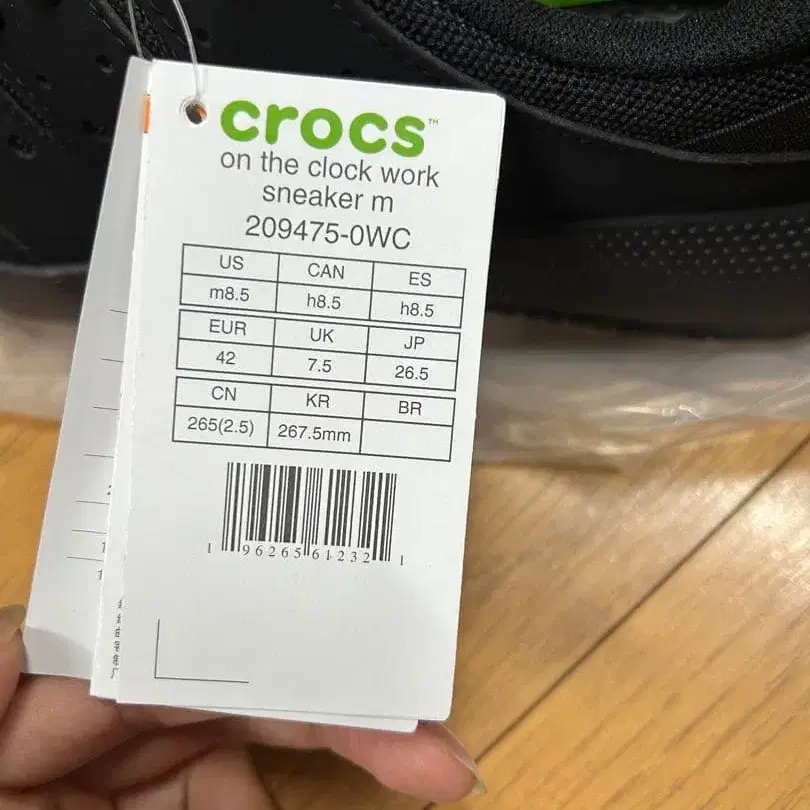 crocs™
on the clock work
sneaker m
209475-0WC
US CAN ES
m8.5 h8.5 h8.5
EUR UK JP
42 7.5 26.5
CN KR BR
265(2.5) 267.5mm
1 96265 61232 1